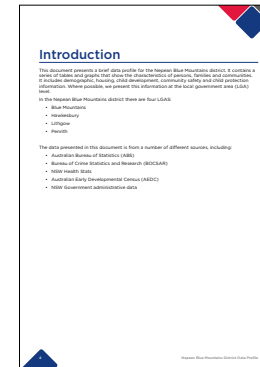 Introduction
This document presents a brief data profile for the Nepean Blue Mountains district. It contains a
series of tables and graphs that show the characteristics of persons, families and communities.
It includes demographic, housing, child development, community safety and child protection
information. Where possible, we present this information at the local government area (LGA)
level.
In the Nepean Blue Mountains district there are four LGAS:
• Blue Mountains
• Hawkesbury
• Lithgow
• Penrith
The data presented in this document is from a number of different sources, including:
• Australian Bureau of Statistics (ABS)
• Bureau of Crime Statistics and Research (BOCSAR)
• NSW Health Stats
• Australian Early Developmental Census (AEDC)
• NSW Government administrative data
Nepean Blue Mountains District Data Profile